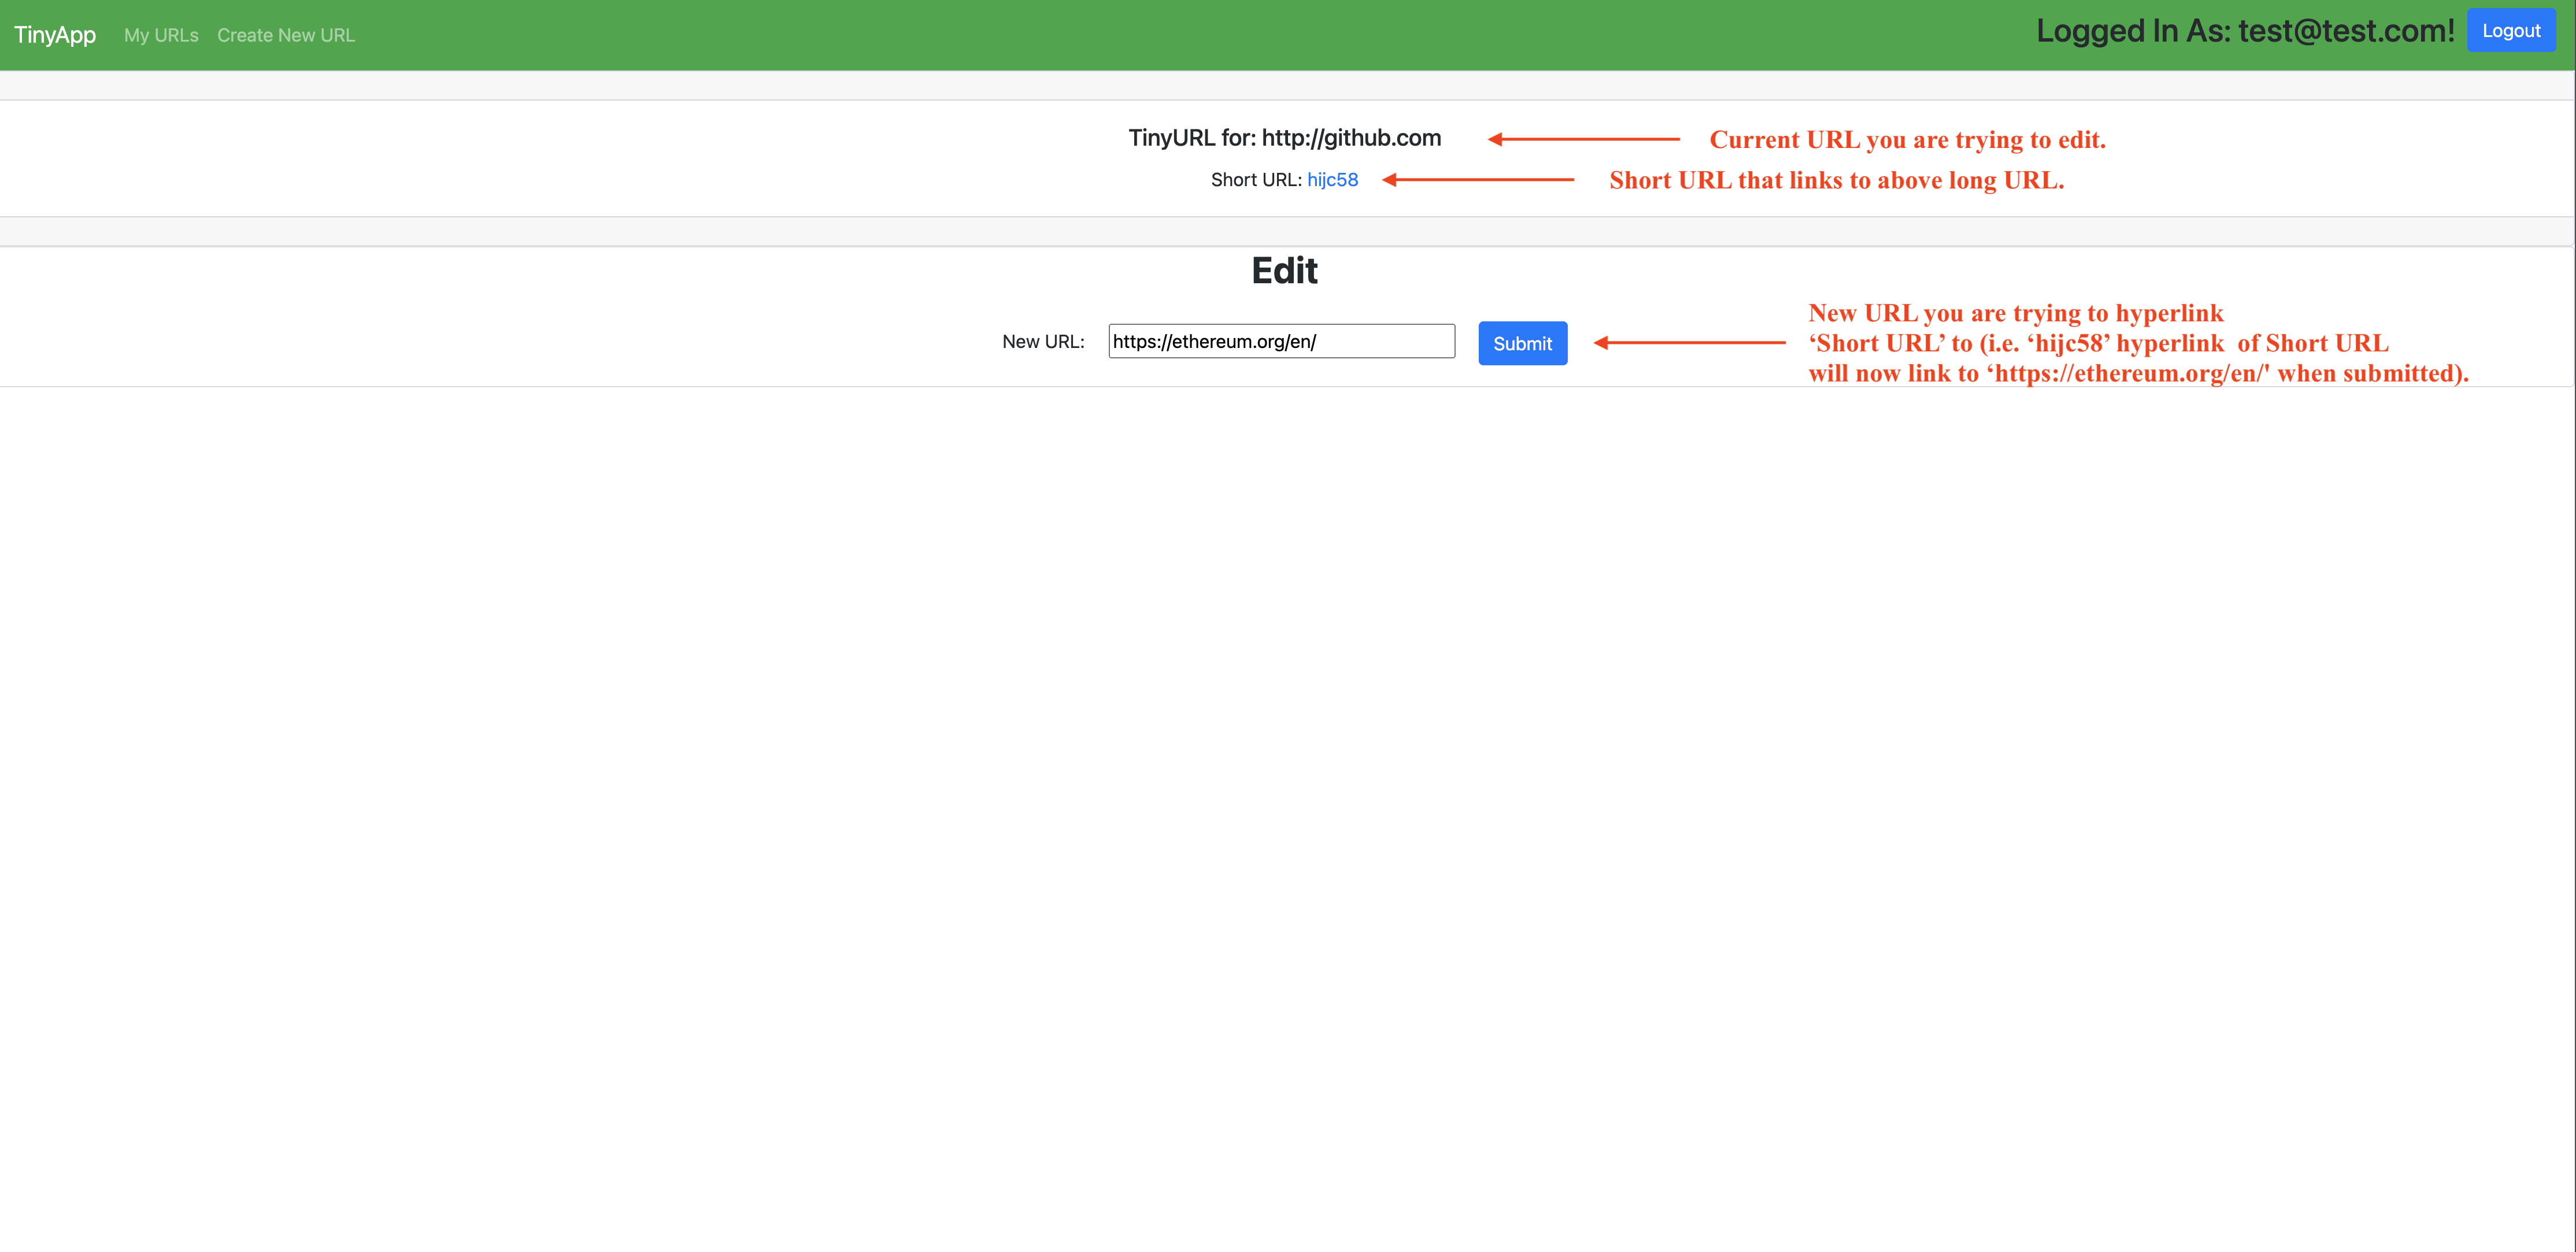 TinyApp My URLs Create New URL Logged In As: test@test.com! Logout
TinyURL for: http://github.com Current URL you are trying to edit.
Short URL: hijc58 Short URL that links to above long URL.
Edit
New URL: https://ethereum.org/en/ Submit
New URL you are trying to hyperlink
‘Short URL’ to (i.e. ‘hijc58’ hyperlink  of Short URL
will now link to ‘https://ethereum.org/en/' when submitted).